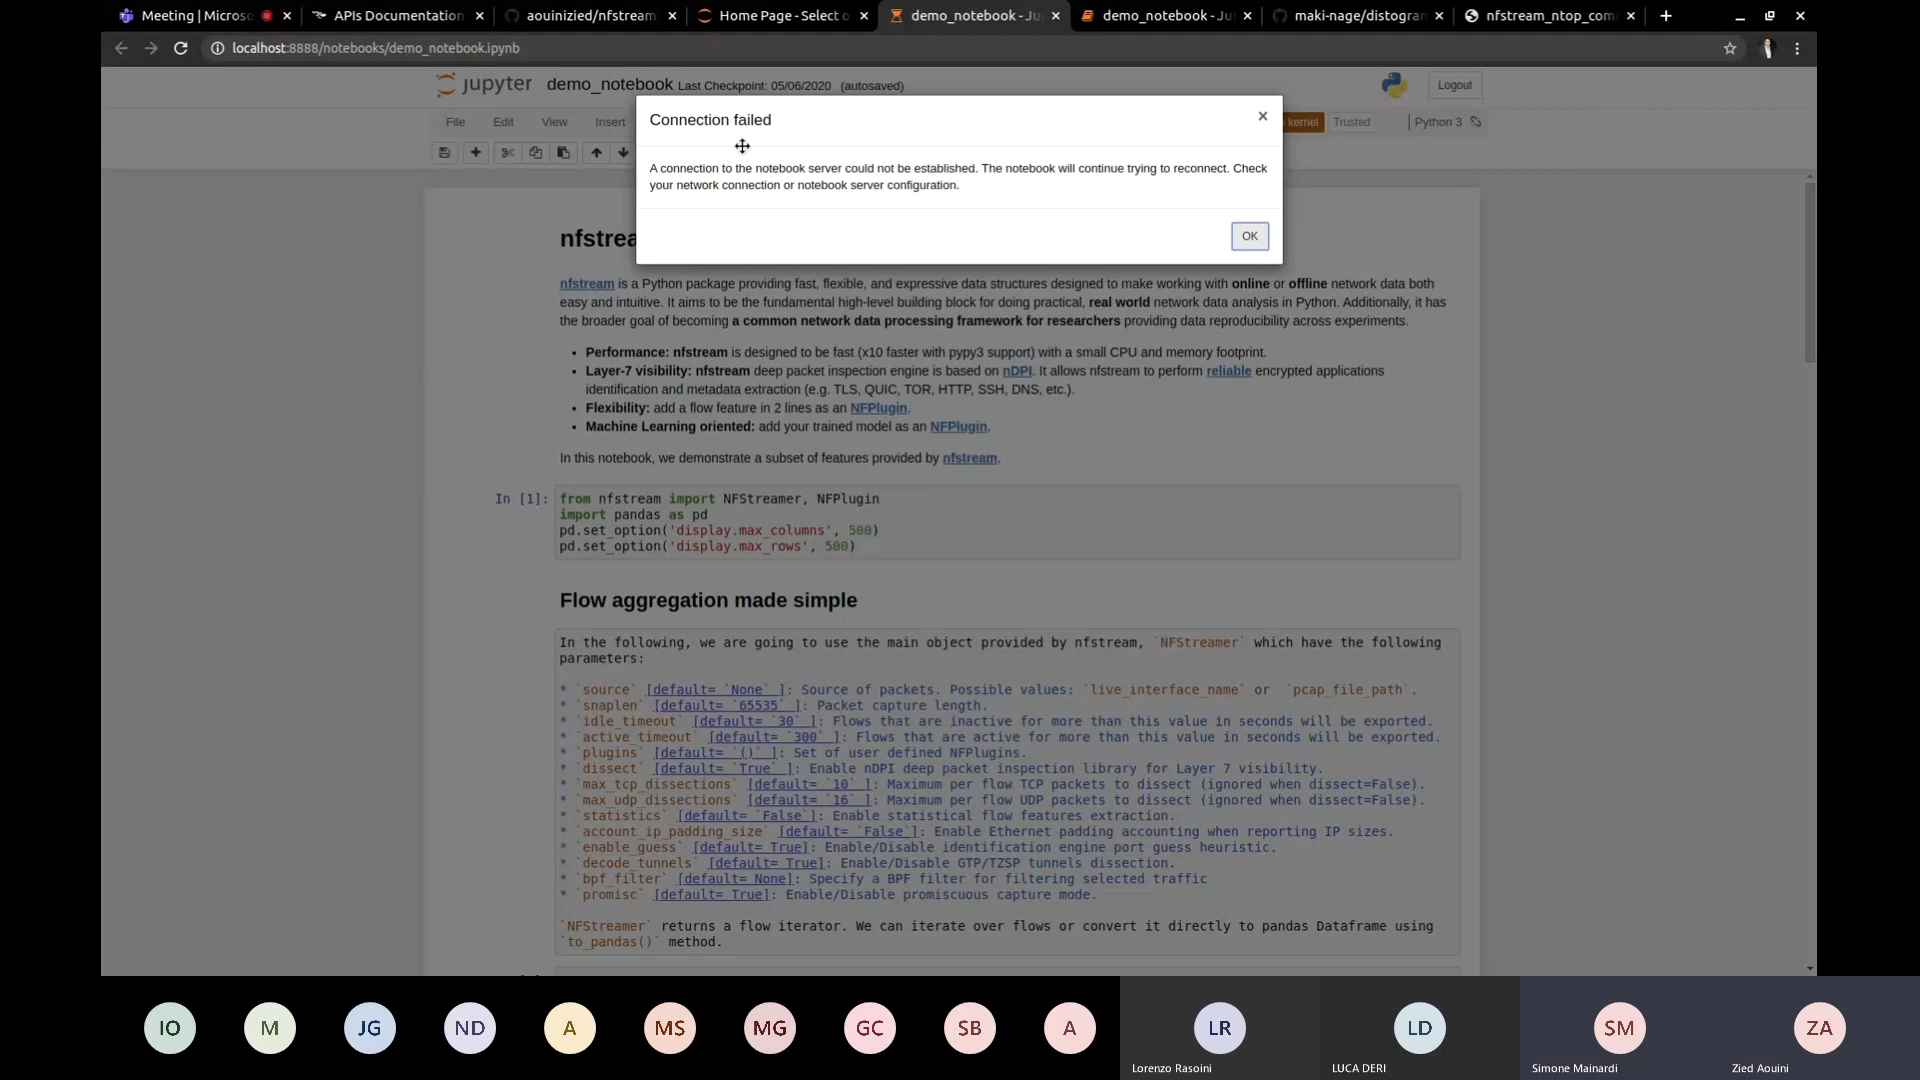 Meeting | Microso
APIs Documentation
aouinizied/nfstream
Home Page - Select o
demo_notebook - Ju
demo_notebook - Ju
maki-nage/distogram
nfstream_ntop_com
localhost:8888/notebooks/demo_notebook.ipynb
jupyter demo_notebook Last Checkpoint: 05/06/2020 (autosaved)
Logout
File Edit View Insert
kernel Trusted Python 3
Connection failed
A connection to the notebook server could not be established. The notebook will continue trying to reconnect. Check
your network connection or notebook server configuration.
OK
nfstrea
nfstream is a Python package providing fast, flexible, and expressive data structures designed to make working with online or offline network data both
easy and intuitive. It aims to be the fundamental high-level building block for doing practical, real world network data analysis in Python. Additionally, it has
the broader goal of becoming a common network data processing framework for researchers providing data reproducibility across experiments.
• Performance: nfstream is designed to be fast (x10 faster with pypy3 support) with a small CPU and memory footprint.
• Layer-7 visibility: nfstream deep packet inspection engine is based on nDPI. It allows nfstream to perform reliable encrypted applications
identification and metadata extraction (e.g. TLS, QUIC, TOR, HTTP, SSH, DNS, etc.).
• Flexibility: add a flow feature in 2 lines as an NFPlugin.
• Machine Learning oriented: add your trained model as an NFPlugin.
In this notebook, we demonstrate a subset of features provided by nfstream.
In [1]: from nfstream import NFStreamer, NFPlugin
import pandas as pd
pd.set_option('display.max_columns', 500)
pd.set_option('display.max_rows', 500)
Flow aggregation made simple
In the following, we are going to use the main object provided by nfstream, `NFStreamer` which have the following
parameters:
* `source` [default= `None` ]: Source of packets. Possible values: `live_interface_name` or `pcap_file_path`.
* `snaplen` [default= `65535` ]: Packet capture length.
* `idle_timeout` [default= `30` ]: Flows that are inactive for more than this value in seconds will be exported.
* `active_timeout` [default= `300` ]: Flows that are active for more than this value in seconds will be exported.
* `plugins` [default= `()` ]: Set of user defined NFPlugins.
* `dissect` [default= `True` ]: Enable nDPI deep packet inspection library for Layer 7 visibility.
* `max_tcp_dissections` [default= `10` ]: Maximum per flow TCP packets to dissect (ignored when dissect=False).
* `max_udp_dissections` [default= `16` ]: Maximum per flow UDP packets to dissect (ignored when dissect=False).
* `statistics` [default= `False`]: Enable statistical flow features extraction.
* `account_ip_padding_size` [default= `False`]: Enable Ethernet padding accounting when reporting IP sizes.
* `enable_guess` [default= True]: Enable/Disable identification engine port guess heuristic.
* `decode_tunnels` [default= True]: Enable/Disable GTP/TZSP tunnels dissection.
* `bpf_filter` [default= None]: Specify a BPF filter for filtering selected traffic
* `promisc` [default= True]: Enable/Disable promiscuous capture mode.
`NFStreamer` returns a flow iterator. We can iterate over flows or convert it directly to pandas Dataframe using
`to_pandas()` method.
IO M JG ND A MS MG GC SB A LR LD SM ZA
Lorenzo Rasoini LUCA DERI Simone Mainardi Zied Aouini